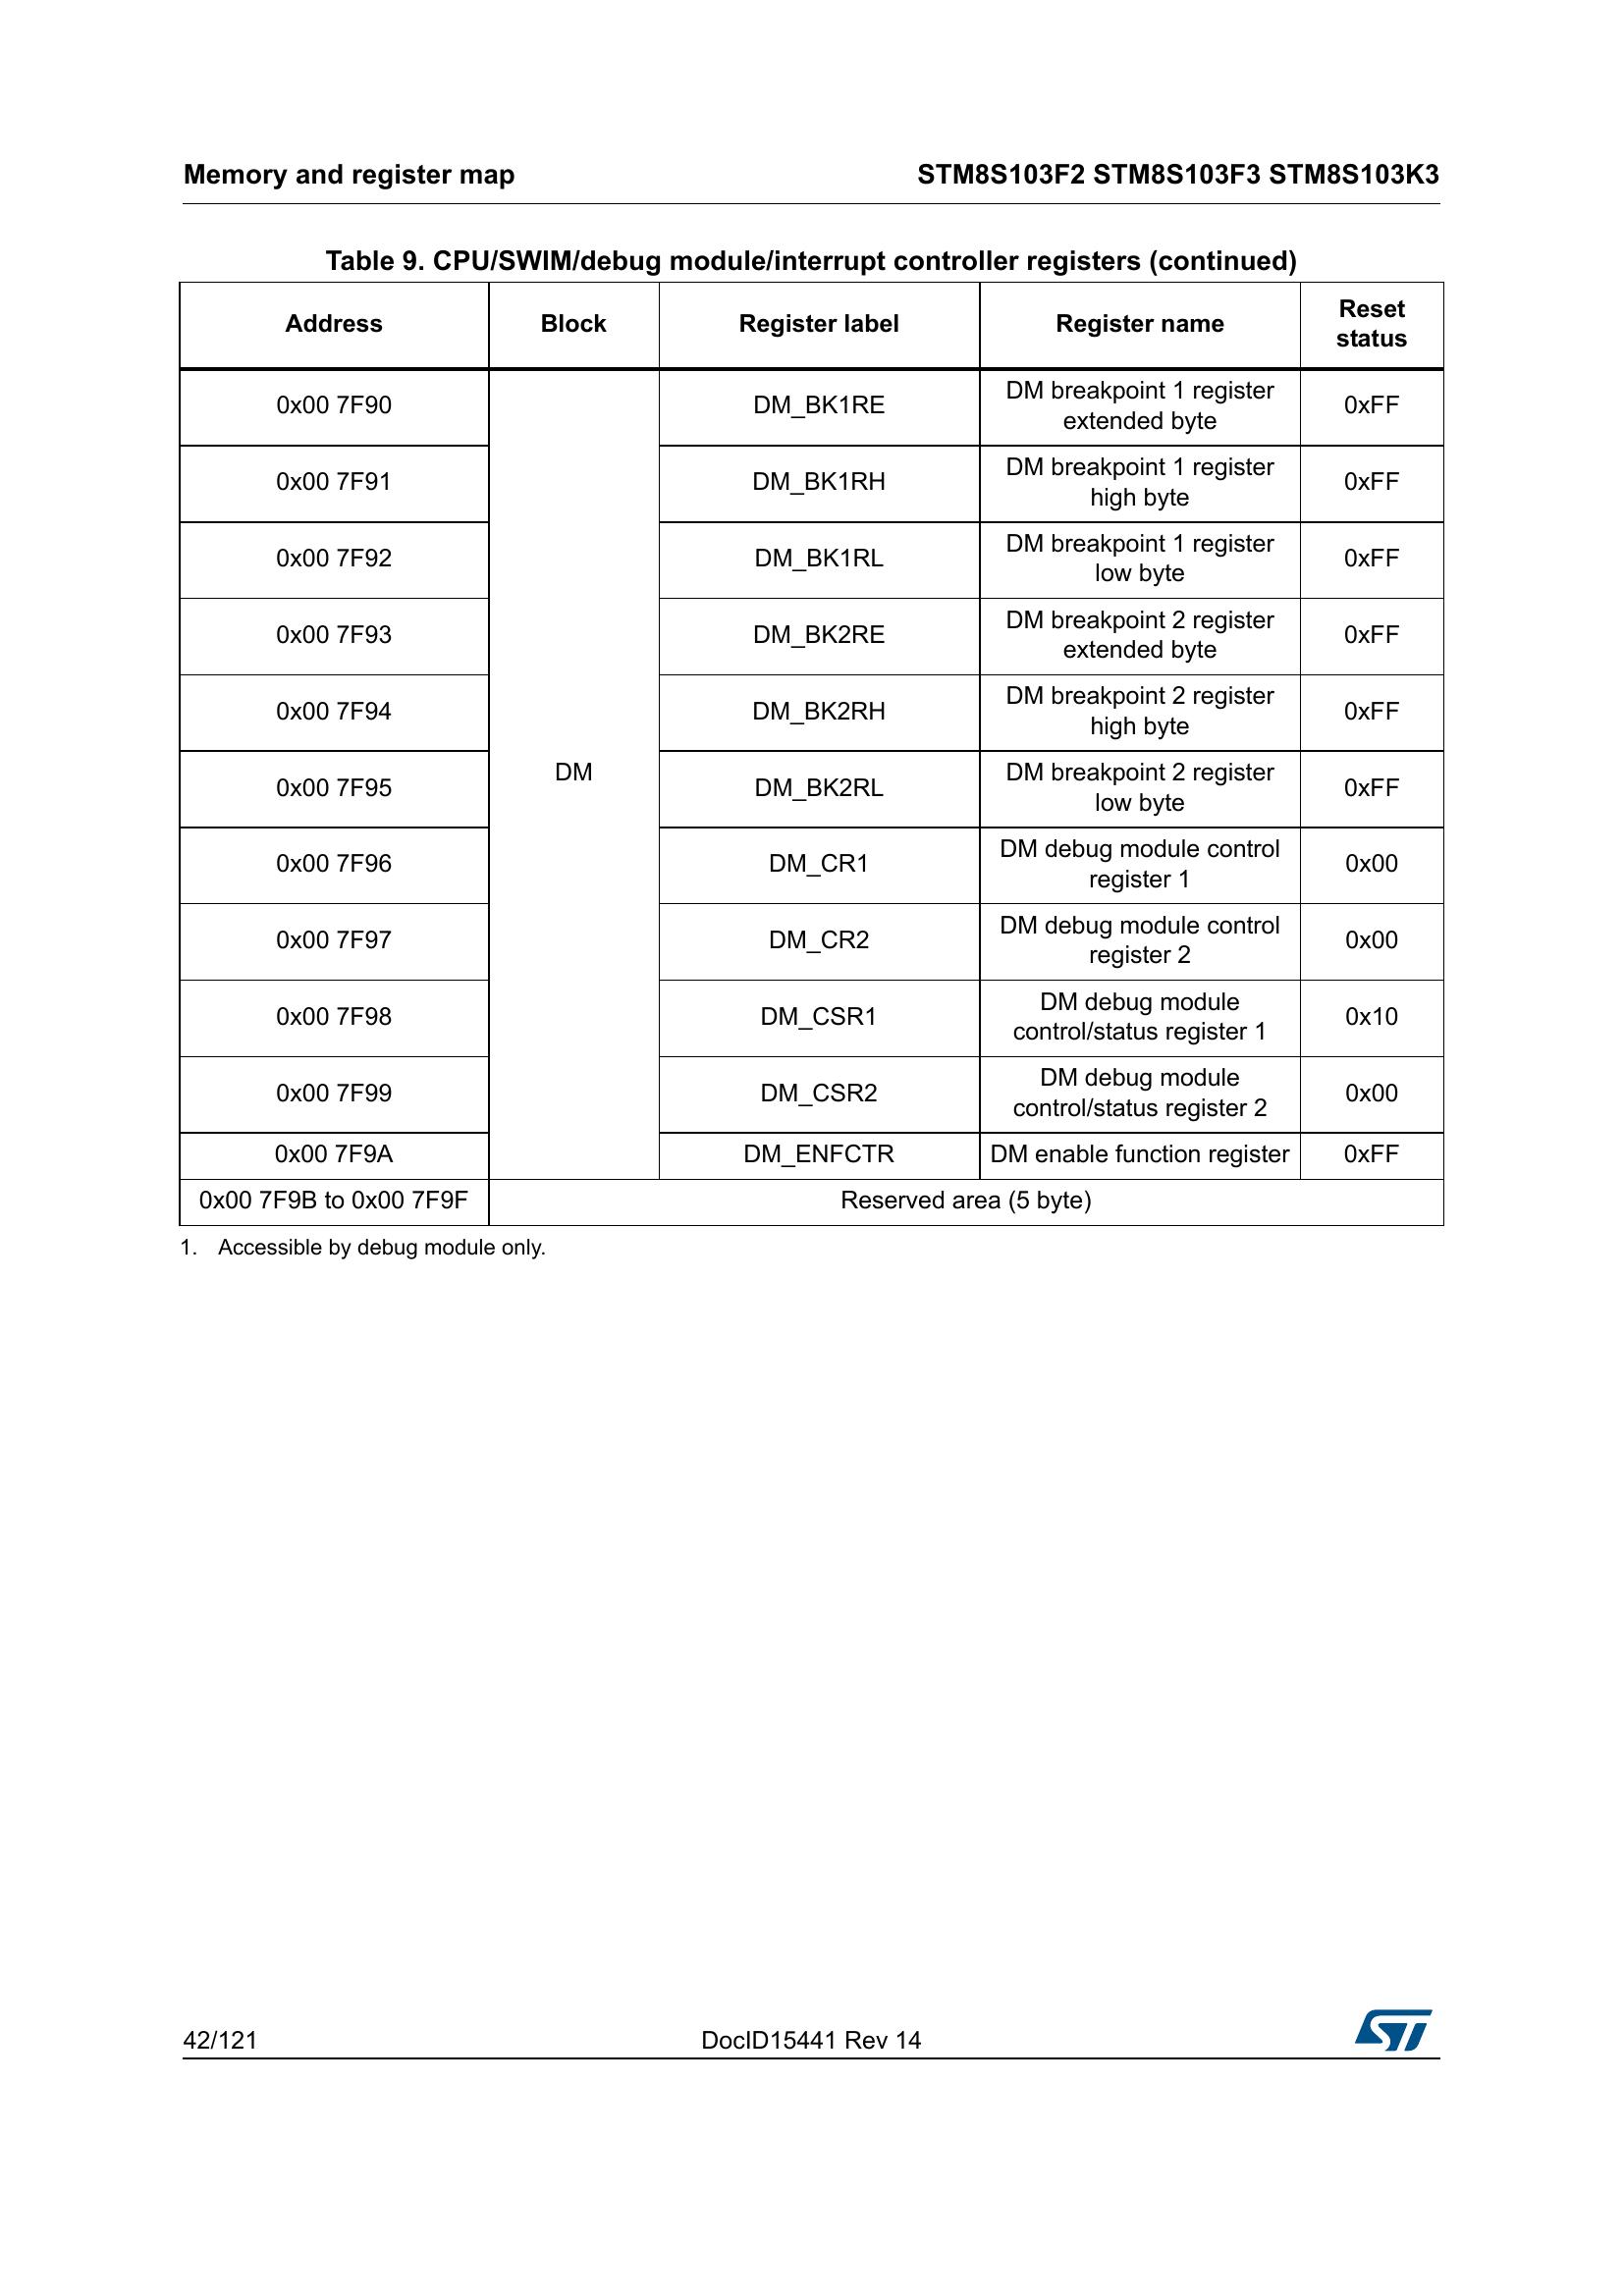 Memory and register map STM8S103F2 STM8S103F3 STM8S103K3
Table 9. CPU/SWIM/debug module/interrupt controller registers (continued)
Address Block Register label Register name Reset status
0x00 7F90 DM DM_BK1RE DM breakpoint 1 register extended byte 0xFF
0x00 7F91 DM_BK1RH DM breakpoint 1 register high byte 0xFF
0x00 7F92 DM_BK1RL DM breakpoint 1 register low byte 0xFF
0x00 7F93 DM_BK2RE DM breakpoint 2 register extended byte 0xFF
0x00 7F94 DM_BK2RH DM breakpoint 2 register high byte 0xFF
0x00 7F95 DM_BK2RL DM breakpoint 2 register low byte 0xFF
0x00 7F96 DM_CR1 DM debug module control register 1 0x00
0x00 7F97 DM_CR2 DM debug module control register 2 0x00
0x00 7F98 DM_CSR1 DM debug module control/status register 1 0x10
0x00 7F99 DM_CSR2 DM debug module control/status register 2 0x00
0x00 7F9A DM_ENFCTR DM enable function register 0xFF
0x00 7F9B to 0x00 7F9F Reserved area (5 byte)
1. Accessible by debug module only.
42/121 DocID15441 Rev 14 ST